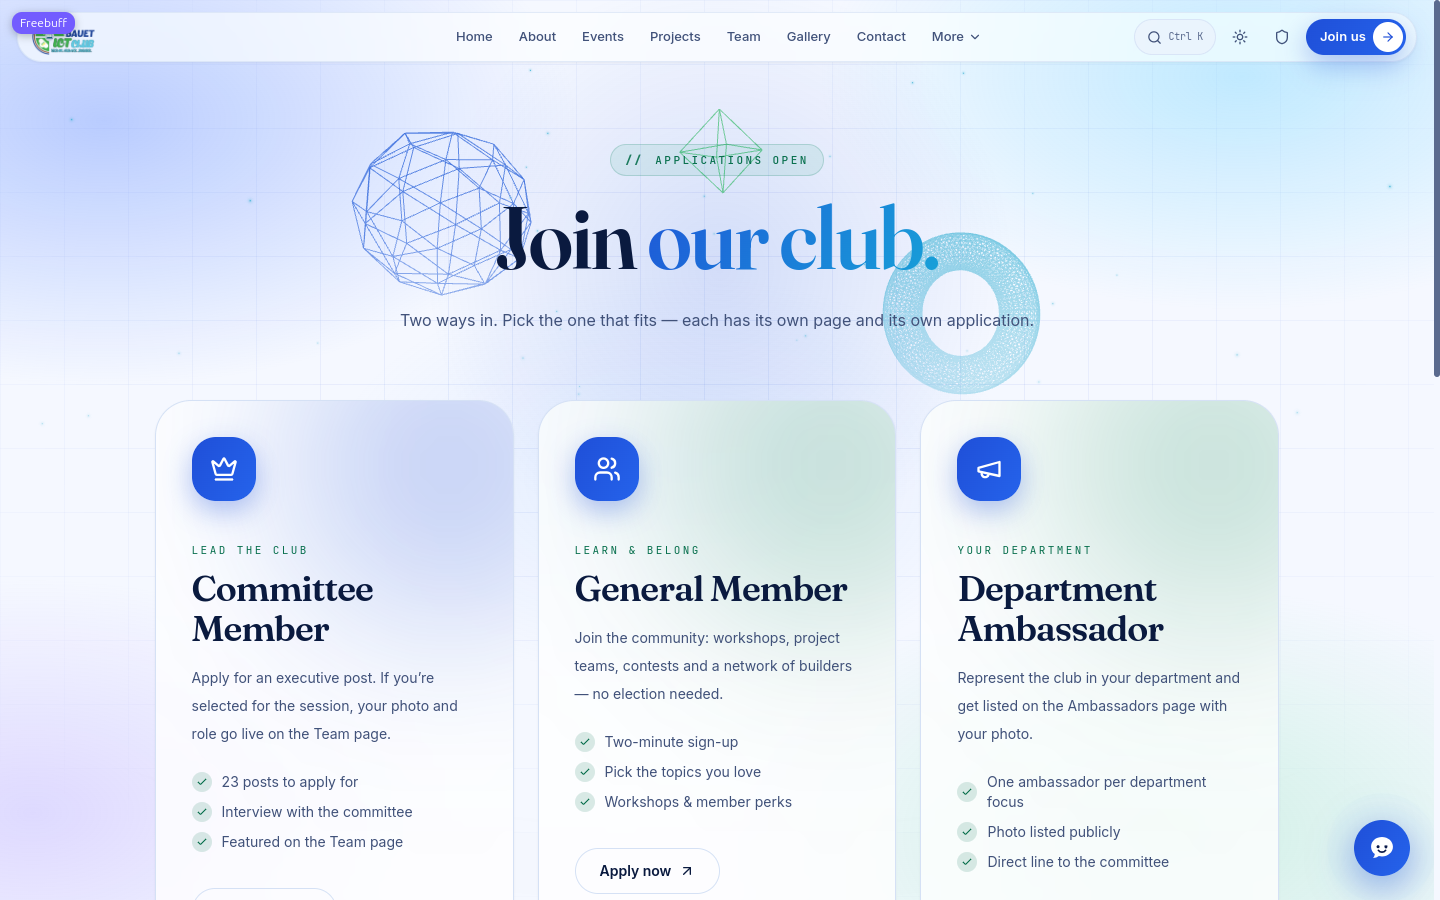 Freebuff
BAUET
ICT CLUB
Home
About
Events
Projects
Team
Gallery
Contact
More
Ctrl K
Join us
// APPLICATIONS OPEN
Join our club.
Two ways in. Pick the one that fits — each has its own page and its own application.
LEAD THE CLUB
Committee
Member
Apply for an executive post. If you’re
selected for the session, your photo and
role go live on the Team page.
23 posts to apply for
Interview with the committee
Featured on the Team page
LEARN & BELONG
General Member
Join the community: workshops, project
teams, contests and a network of builders
— no election needed.
Two-minute sign-up
Pick the topics you love
Workshops & member perks
Apply now
YOUR DEPARTMENT
Department
Ambassador
Represent the club in your department and
get listed on the Ambassadors page with
your photo.
One ambassador per department
focus
Photo listed publicly
Direct line to the committee